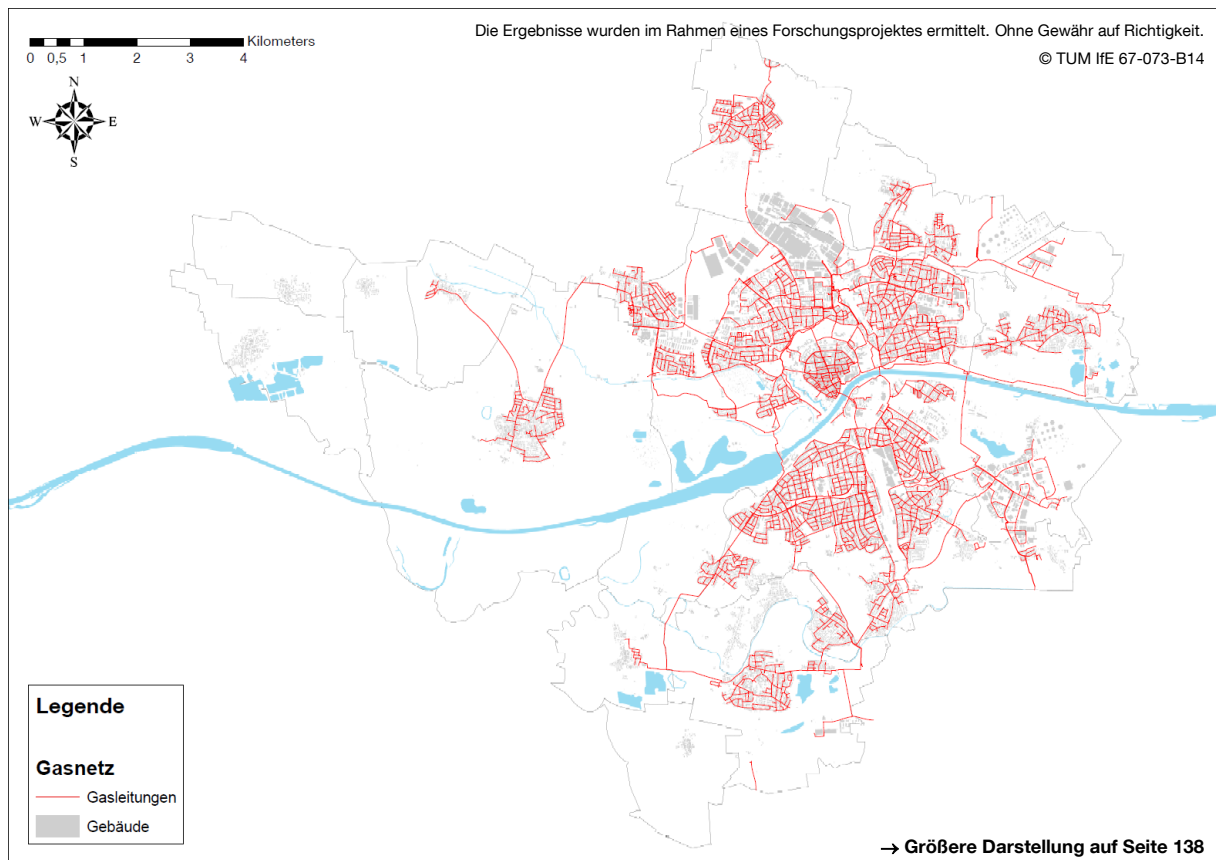 Die Ergebnisse wurden im Rahmen eines Forschungsprojektes ermittelt. Ohne Gewähr auf Richtigkeit.
© TUM IfE 67-073-B14
Kilometers
0 0,5 1 2 3 4
N
W E
S
Legende
Gasnetz
Gasleitungen
Gebäude
→ Größere Darstellung auf Seite 138